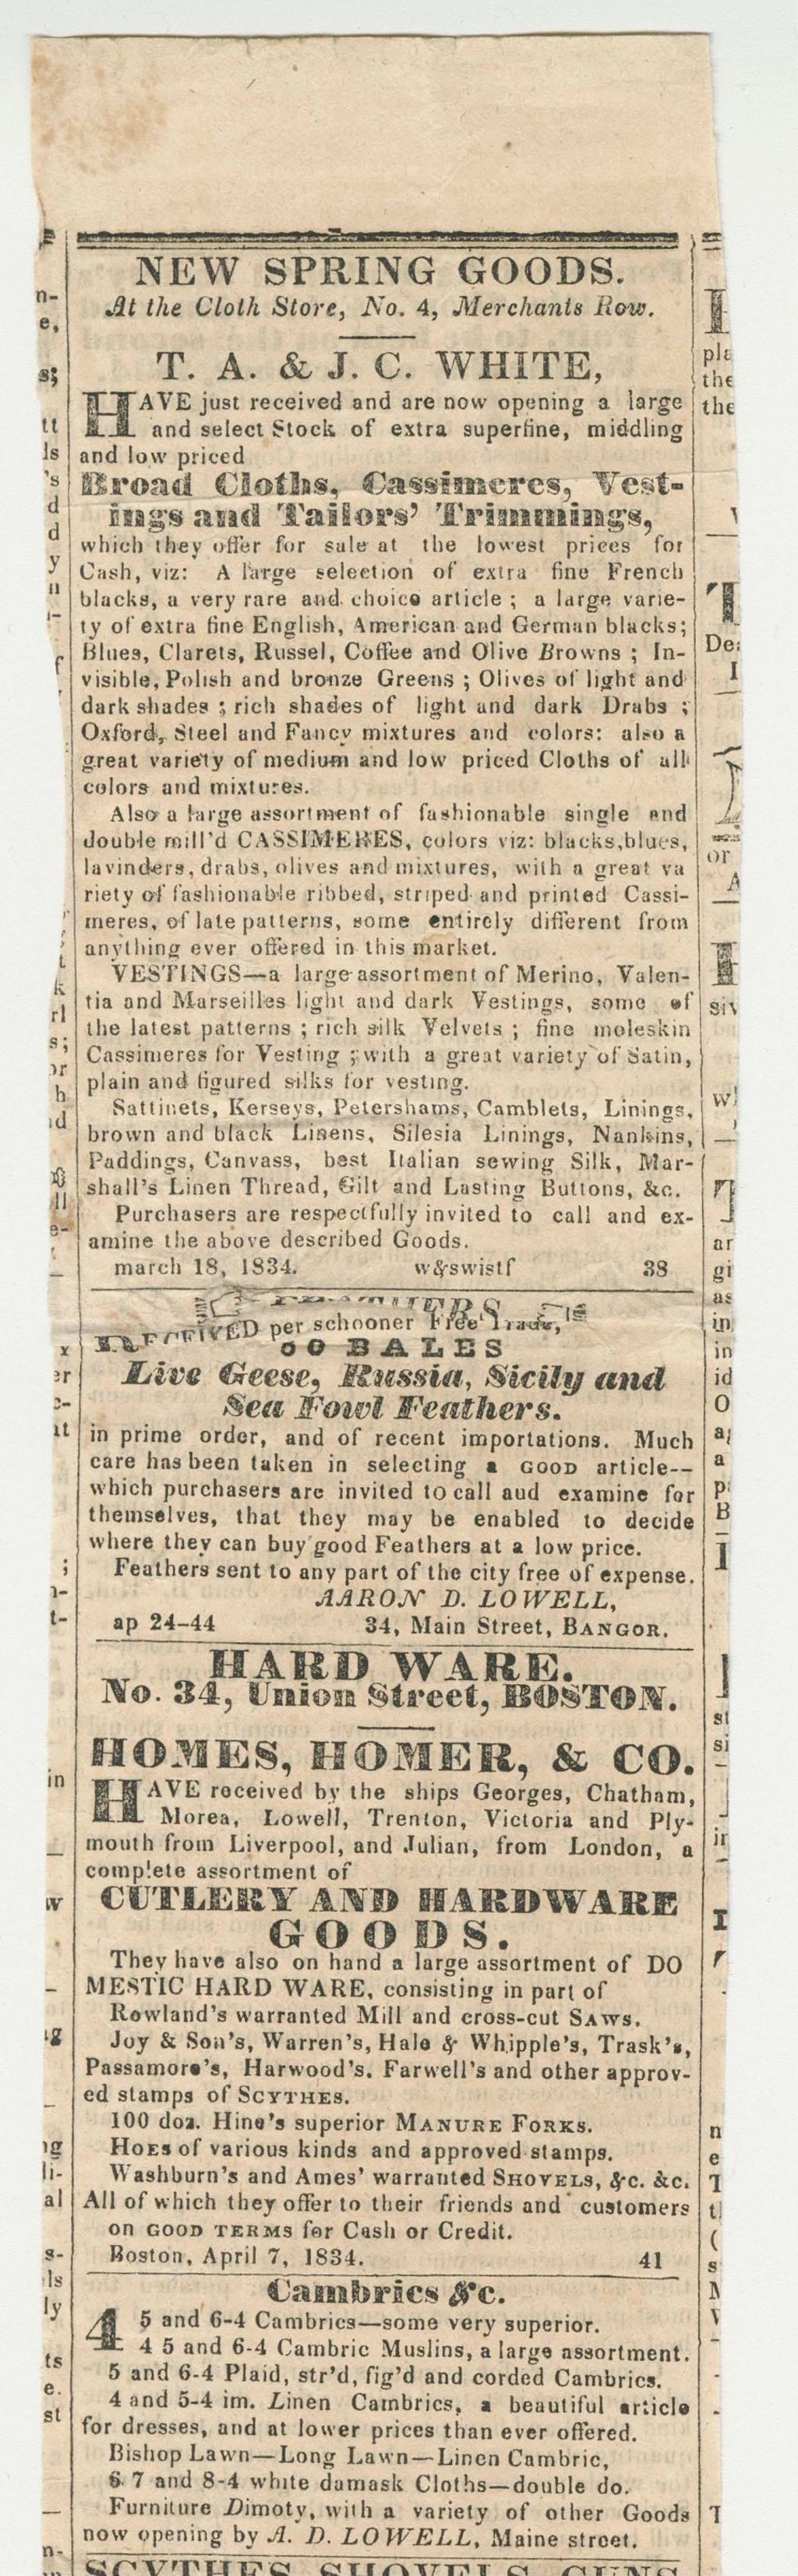 NEW SPRING GOODS.
At the Cloth Store, No. 4, Merchants Row.
T. A. & J. C. WHITE,
HAVE just received and are now opening a large
and select Stock of extra superfine, middling
and low priced
Broad Cloths, Cassimeres, Vest-
ings and Tailors' Trimmings,
which they offer for sale at the lowest prices for
Cash, viz: A large selection of extra fine French
blacks, a very rare and choice article ; a large varie-
ty of extra fine English, American and German blacks;
Blues, Clarets, Russel, Coffee and Olive Browns ; In-
visible, Polish and bronze Greens ; Olives of light and
dark shades ; rich shades of light and dark Drabs ;
Oxford, Steel and Fancy mixtures and colors: also a
great variety of medium and low priced Cloths of all
colors and mixtures.
Also a large assortment of fashionable single and
double mill'd CASSIMERES, colors viz: blacks,blues,
lavinders, drabs, olives and mixtures, with a great va
riety of fashionable ribbed, striped and printed Cassi-
meres, of late patterns, some entirely different from
anything ever offered in this market.
VESTINGS—a large assortment of Merino, Valen-
tia and Marseilles light and dark Vestings, some of
the latest patterns ; rich silk Velvets ; fine moleskin
Cassimeres for Vesting ; with a great variety of Satin,
plain and figured silks for vesting.
Sattinets, Kerseys, Petershams, Camblets, Linings,
brown and black Linens, Silesia Linings, Nankins,
Paddings, Canvass, best Italian sewing Silk, Mar-
shall's Linen Thread, Gilt and Lasting Buttons, &c.
Purchasers are respectfully invited to call and ex-
amine the above described Goods.
march 18, 1834. w&swistf 38
RECEIVED per schooner Free Trade,
BALES
Live Geese, Russia, Sicily and
Sea Fowl Feathers.
in prime order, and of recent importations. Much
care has been taken in selecting a GOOD article--
which purchasers are invited to call aud examine for
themselves, that they may be enabled to decide
where they can buy good Feathers at a low price.
Feathers sent to any part of the city free of expense.
AARON D. LOWELL,
ap 24-44 34, Main Street, BANGOR.
HARD WARE.
No. 34, Union Street, BOSTON.
HOMES, HOMER, & CO.
HAVE received by the ships Georges, Chatham,
Morea, Lowell, Trenton, Victoria and Ply-
mouth from Liverpool, and Julian, from London, a
complete assortment of
CUTLERY AND HARDWARE
GOODS.
They have also on hand a large assortment of DO
MESTIC HARD WARE, consisting in part of
Rowland's warranted Mill and cross-cut SAWS.
Joy & Son's, Warren's, Hale & Whipple's, Trask's,
Passamore's, Harwood's. Farwell's and other approv-
ed stamps of SCYTHES.
100 doz. Hine's superior MANURE FORKS.
HOES of various kinds and approved stamps.
Washburn's and Ames' warranted SHOVELS, &c. &c.
All of which they offer to their friends and customers
on GOOD TERMS for Cash or Credit.
Boston, April 7, 1834. 41
Cambrics &c.
4 5 and 6-4 Cambrics—some very superior.
4 5 and 6-4 Cambric Muslins, a large assortment.
5 and 6-4 Plaid, str'd, fig'd and corded Cambrics.
4 and 5-4 im. Linen Cambrics, a beautiful article
for dresses, and at lower prices than ever offered.
Bishop Lawn—Long Lawn—Linen Cambric,
6 7 and 8-4 white damask Cloths—double do.
Furniture Dimoty, with a variety of other Goods
now opening by A. D. LOWELL, Maine street.
SCYTHES SHOVELS GUNS